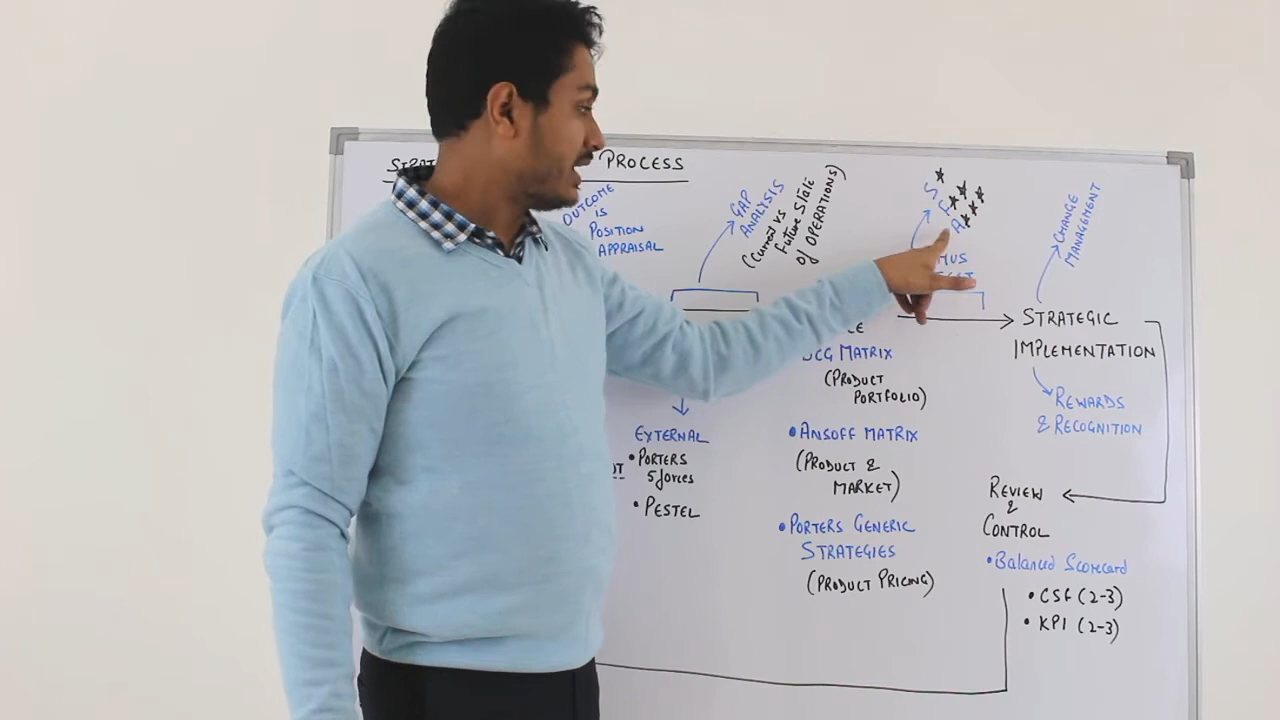 PROCESS
OUTCOME
IS
POSITION
APPRAISAL
GAP
ANALYSIS
(Current vs
Future State
of OPERATIONS)
S *
F * * *
A * * *
CHANGE
MANAGEMENT
STRATEGIC
IMPLEMENTATION
REWARDS
& RECOGNITION
BCG MATRIX
(PRODUCT
PORTFOLIO)
• ANSOFF MATRIX
(PRODUCT &
MARKET)
• PORTERS GENERIC
STRATEGIES
(PRODUCT PRICING)
EXTERNAL
• PORTERS
5 forces
• PESTEL
REVIEW
&
CONTROL
• Balanced Scorecard
• CSF (2-3)
• KPI (2-3)